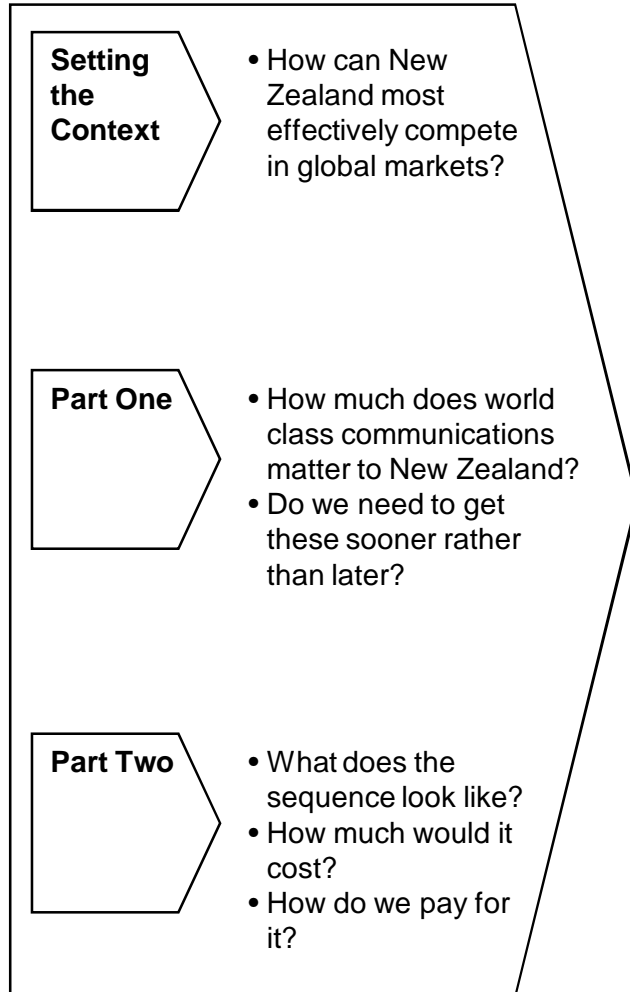 Setting
the
Context
• How can New
Zealand most
effectively compete
in global markets?
Part One
• How much does world
class communications
matter to New Zealand?
• Do we need to get
these sooner rather
than later?
Part Two
• What does the
sequence look like?
• How much would it
cost?
• How do we pay for
it?